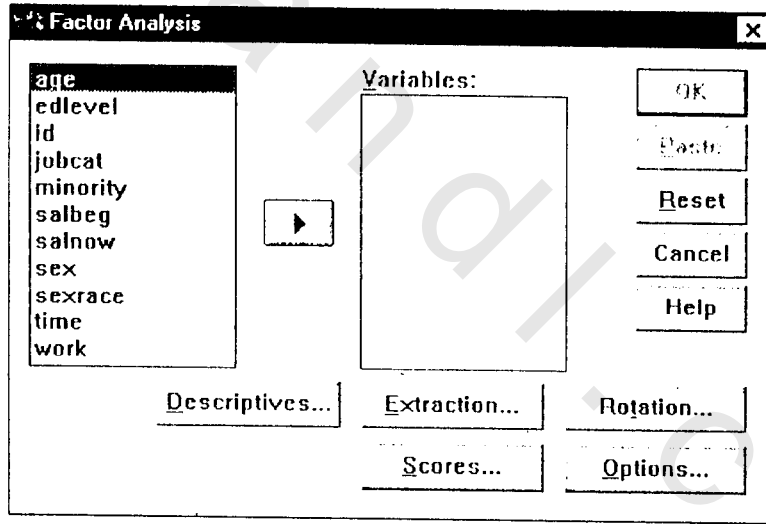 Factor Analysis
age
edlevel
id
jobcat
minority
salbeg
salnow
sex
sexrace
time
work
Variables:
OK
Paste
Reset
Cancel
Help
Descriptives...
Extraction...
Rotation...
Scores...
Options...